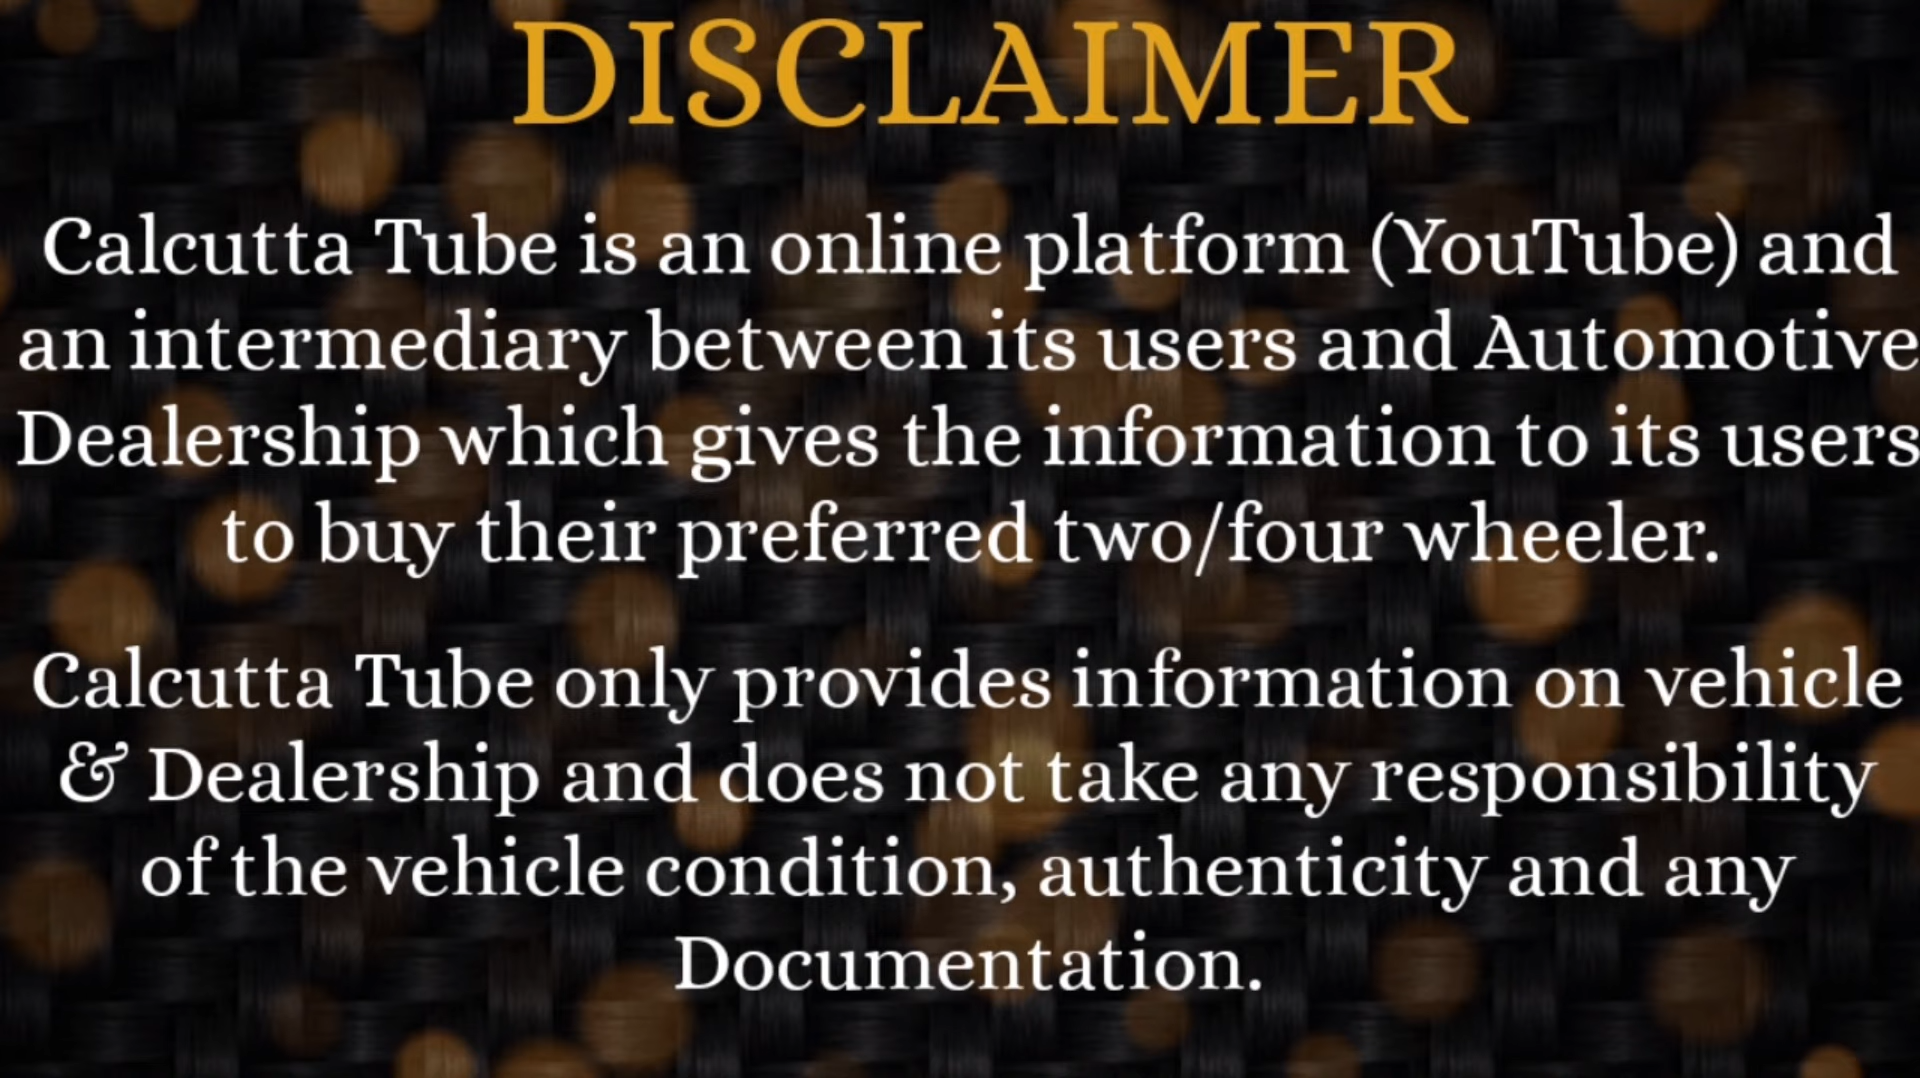 DISCLAIMER
Calcutta Tube is an online platform (YouTube) and
an intermediary between its users and Automotive
Dealership which gives the information to its users
to buy their preferred two/four wheeler.
Calcutta Tube only provides information on vehicle
& Dealership and does not take any responsibility
of the vehicle condition, authenticity and any
Documentation.